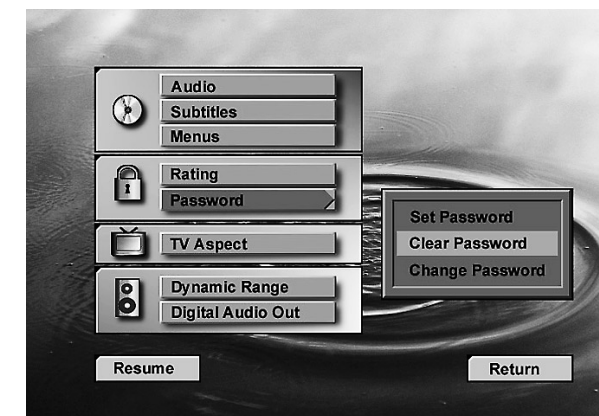 Audio
Subtitles
Menus
Rating
Password
Set Password
Clear Password
Change Password
TV Aspect
Dynamic Range
Digital Audio Out
Resume
Return